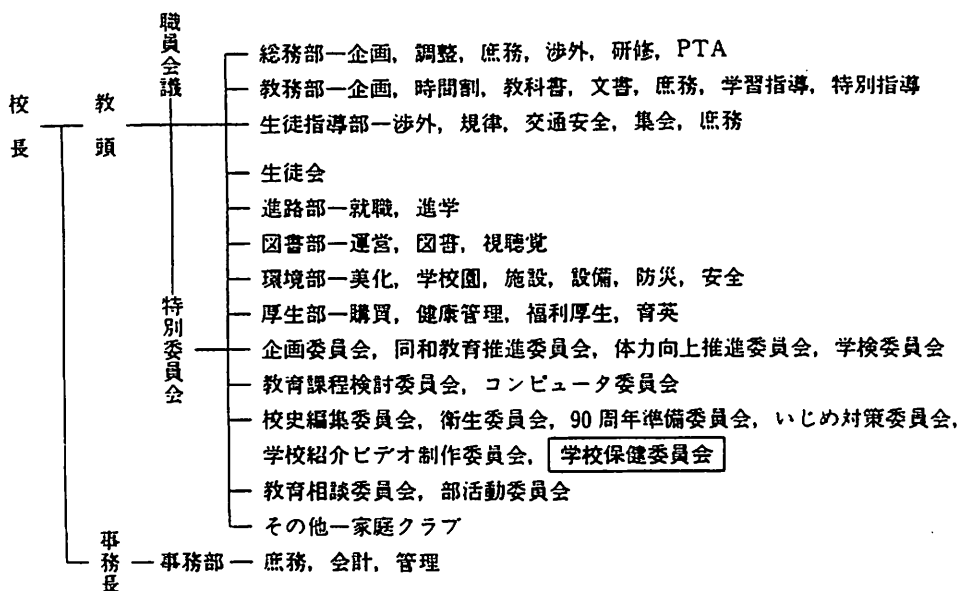 職員会議
総務部—企画, 調整, 庶務, 渉外, 研修, PTA
教務部—企画, 時間割, 教科書, 文書, 庶務, 学習指導, 特別指導
校長
教頭
生徒指導部—渉外, 規律, 交通安全, 集会, 庶務
生徒会
進路部—就職, 進学
図書部—運営, 図書, 視聴覚
環境部—美化, 学校園, 施設, 設備, 防災, 安全
厚生部—購買, 健康管理, 福利厚生, 育英
特別委員会
企画委員会, 同和教育推進委員会, 体力向上推進委員会, 学検委員会
教育課程検討委員会, コンピュータ委員会
校史編集委員会, 衛生委員会, 90周年準備委員会, いじめ対策委員会,
学校紹介ビデオ制作委員会, 学校保健委員会
教育相談委員会, 部活動委員会
その他—家庭クラブ
事務長
事務部—庶務, 会計, 管理